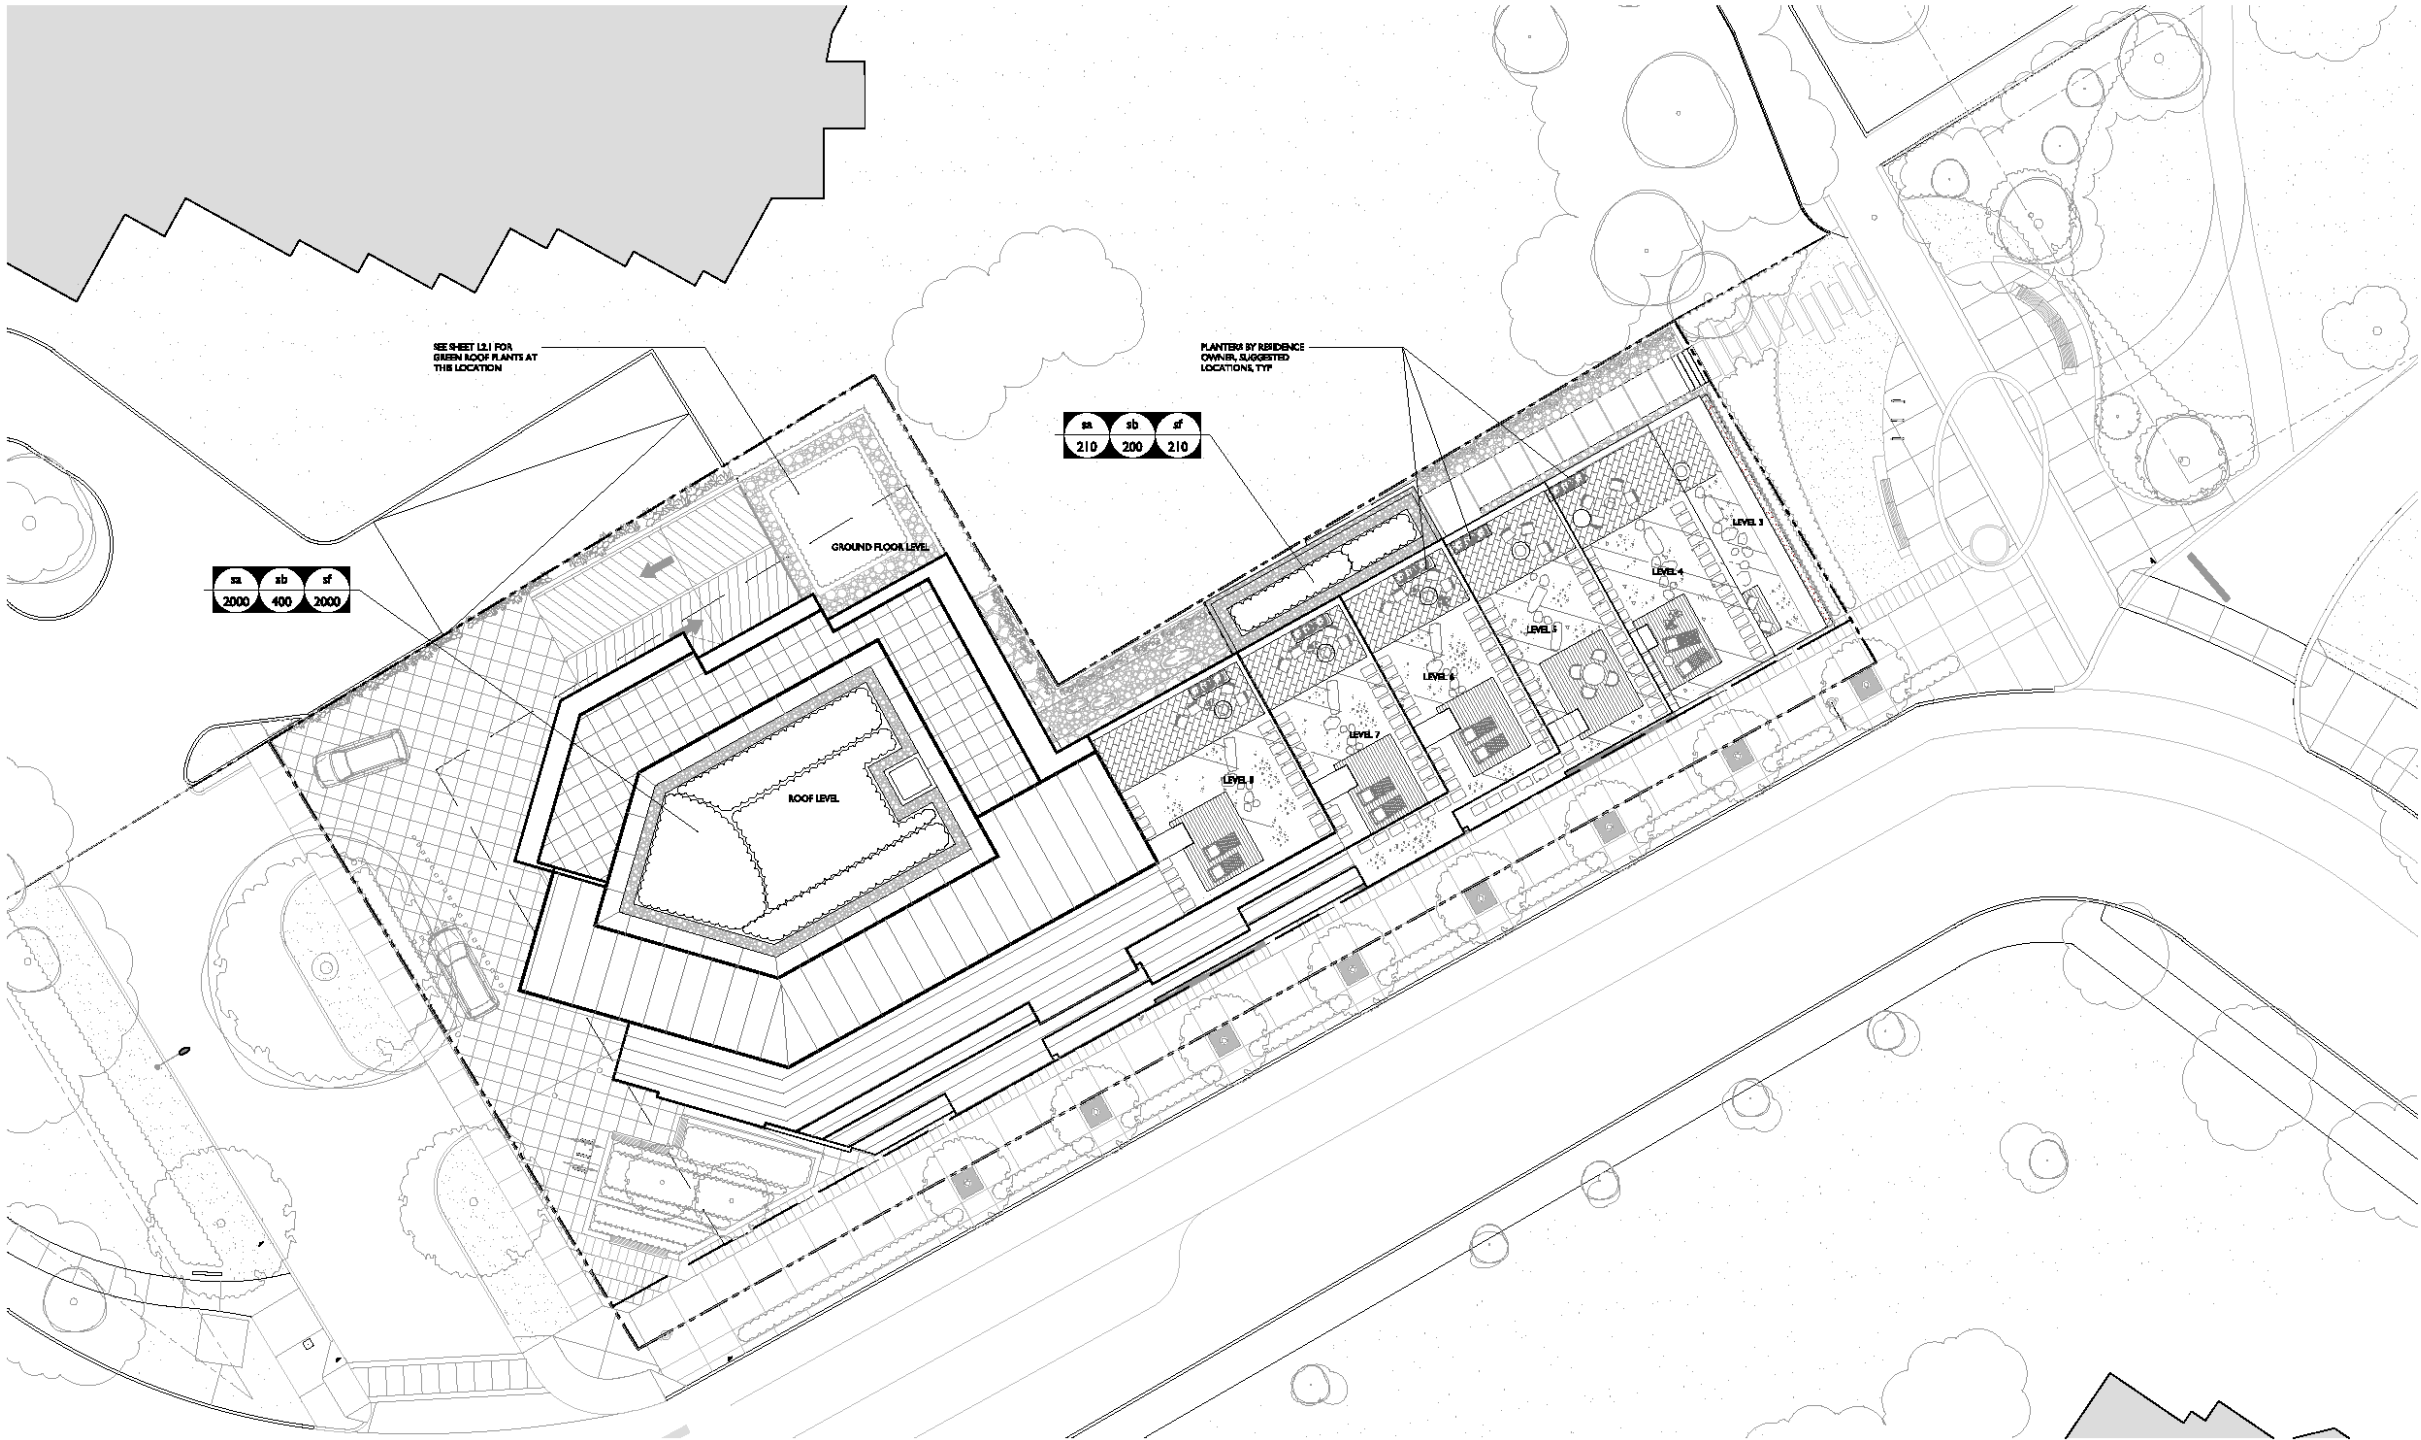 SEE SHEET L2.1 FOR
GREEN ROOF PLANTS AT
THIS LOCATION
PLANTERS BY RESIDENCE
OWNER, SUGGESTED
LOCATIONS, TYP
sa sb sf
210 200 210
sa sb sf
2000 400 2000
GROUND FLOOR LEVEL
LEVEL 3
LEVEL 4
LEVEL 5
LEVEL 6
LEVEL 7
LEVEL 8
ROOF LEVEL